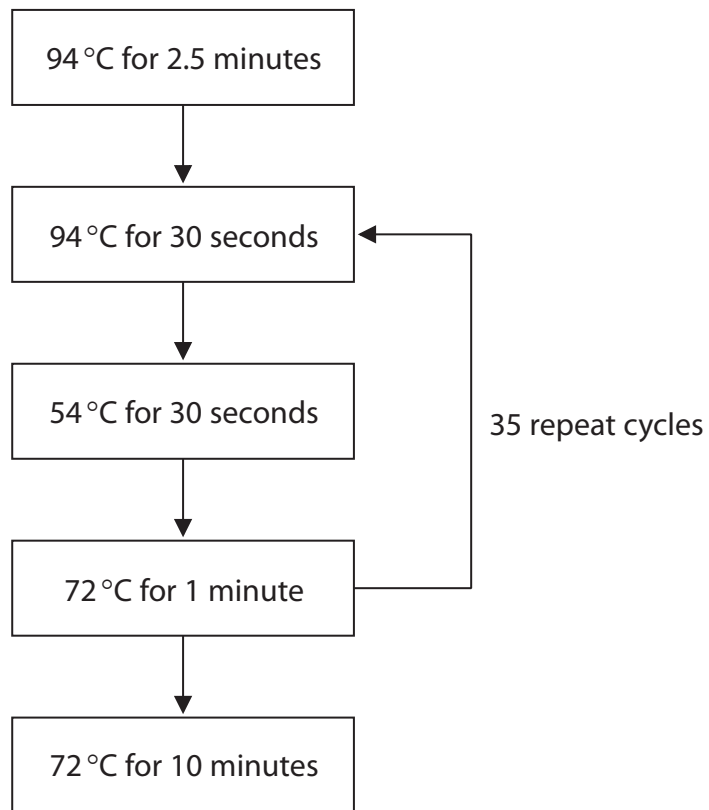 94 °C for 2.5 minutes
94 °C for 30 seconds
54 °C for 30 seconds
35 repeat cycles
72 °C for 1 minute
72 °C for 10 minutes